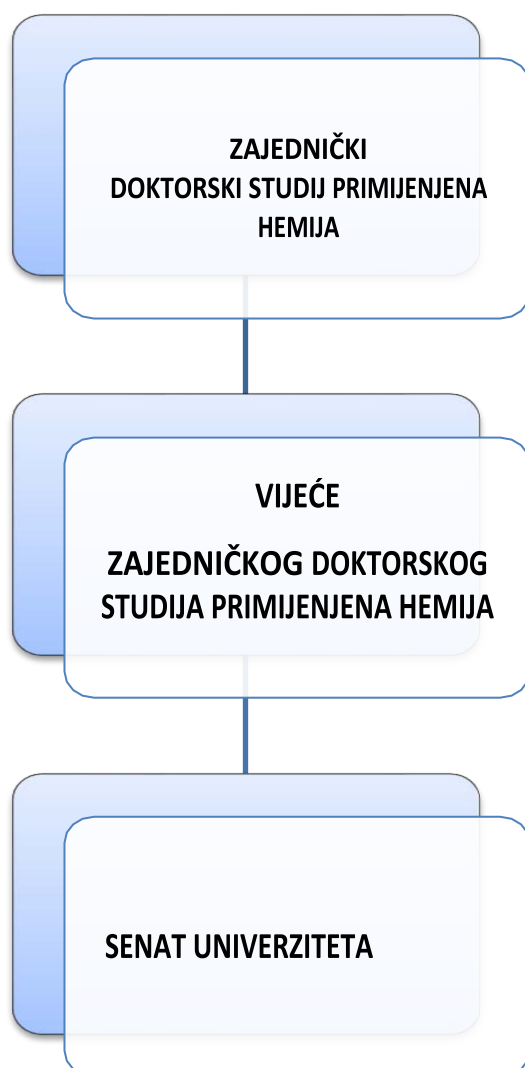 ZAJEDNIČKI
DOKTORSKI STUDIJ PRIMIJENJENA
HEMIJA
VIJEĆE
ZAJEDNIČKOG DOKTORSKOG
STUDIJA PRIMIJENJENA HEMIJA
SENAT UNIVERZITETA